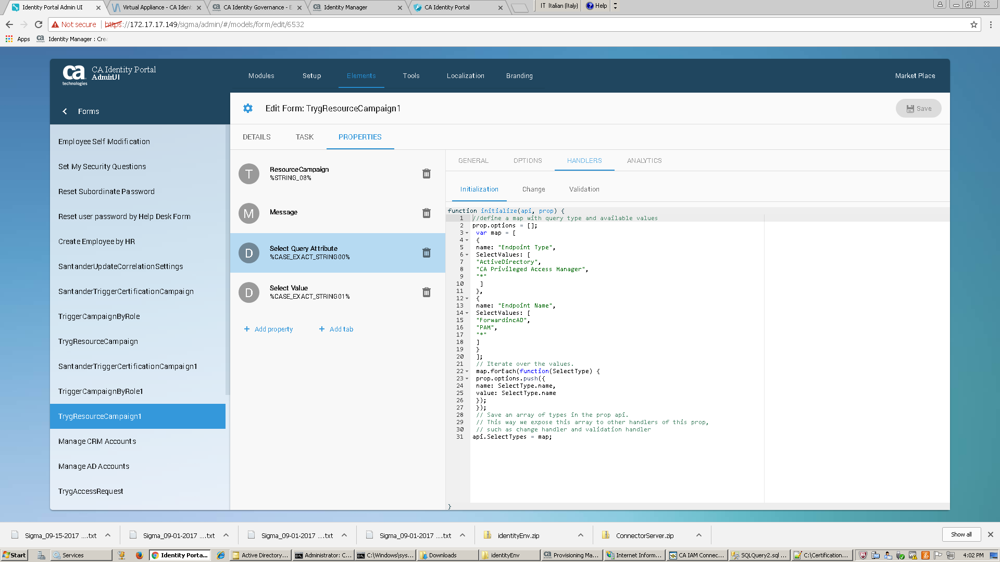 Identity Portal Admin UI
Virtual Appliance - CA Ident
CA Identity Governance - E
Identity Manager
CA Identity Portal
IT Italian (Italy)
Help
Not secure
https://172.17.17.149/sigma/admin/#/models/form/edit/6532
Apps
Identity Manager : Crea
ca technologies
CA Identity Portal
AdminUI
Modules
Setup
Elements
Tools
Localization
Branding
Market Place
Forms
Edit Form: TrygResourceCampaign1
Save
Employee Self Modification
Set My Security Questions
Reset Subordinate Password
Reset user password by Help Desk Form
Create Employee by HR
SantanderUpdateCorrelationSettings
SantanderTriggerCertificationCampaign
TriggerCampaignByRole
TrygResourceCampaign
SantanderTriggerCertificationCampaign1
TriggerCampaignByRole1
TrygResourceCampaign1
Manage CRM Accounts
Manage AD Accounts
TrygAccessRequest
DETAILS
TASK
PROPERTIES
T
ResourceCampaign
%STRING_08%
M
Message
D
Select Query Attribute
%CASE_EXACT_STRING00%
D
Select Value
%CASE_EXACT_STRING01%
+ Add property
+ Add tab
GENERAL
OPTIONS
HANDLERS
ANALYTICS
Initialization
Change
Validation
function initialize(api, prop) {
1 //define a map with query type and available values
2 prop.options = [];
3 var map = [
4 {
5 name: "Endpoint Type",
6 SelectValues: [
7 "ActiveDirectory",
8 "CA Privileged Access Manager",
9 "*"
10 ]
11 },
12 {
13 name: "Endpoint Name",
14 SelectValues: [
15 "ForwardincAD",
16 "PAM",
17 "*"
18 ]
19 }
20 ];
21 // Iterate over the values.
22 map.forEach(function(SelectType) {
23 prop.options.push({
24 name: SelectType.name,
25 value: SelectType.name
26 });
27 });
28 // Save an array of types in the prop api.
29 // This way we expose this array to other handlers of this prop,
30 // such as change handler and validation handler
31 api.SelectTypes = map;
}
Sigma_09-15-2017 ....txt
Sigma_09-01-2017 ....txt
Sigma_09-01-2017 ....txt
Sigma_09-01-2017 ....txt
identityEnv.zip
ConnectorServer.zip
Show all
Start
Services
Identity Porta...
Active Directory...
Administrator: C...
C:\Windows\sys...
Downloads
identityEnv
Provisioning Ma...
Internet Inform...
CA IAM Connec...
SQLQuery2.sql ...
C:\Certification...
4:02 PM